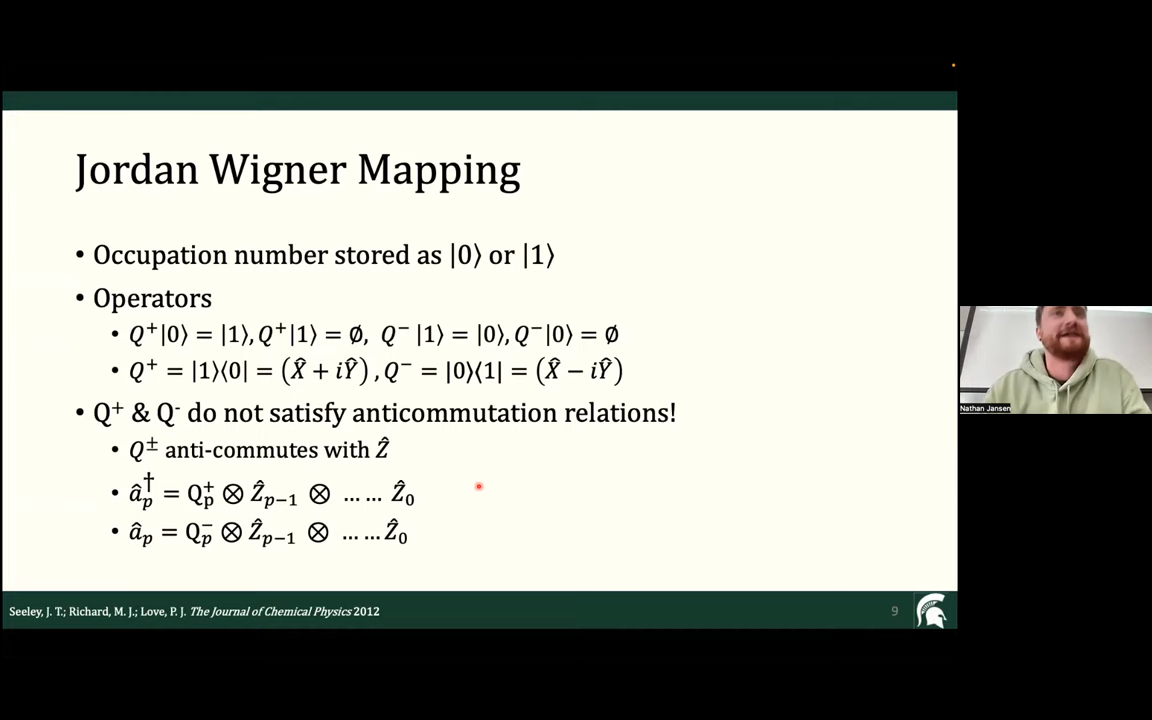 Jordan Wigner Mapping
• Occupation number stored as |0⟩ or |1⟩
• Operators
• Q⁺|0⟩ = |1⟩, Q⁺|1⟩ = ∅, Q⁻ |1⟩ = |0⟩, Q⁻|0⟩ = ∅
• Q⁺ = |1⟩⟨0| = (X̂ + iŶ) , Q⁻ = |0⟩⟨1| = (X̂ − iŶ)
• Q⁺ & Q⁻ do not satisfy anticommutation relations!
• Q^± anti-commutes with Ẑ
• â_p^† = Q_p^+ ⊗ Ẑ_{p−1} ⊗ …… Ẑ_0
• â_p = Q_p^− ⊗ Ẑ_{p−1} ⊗ …… Ẑ_0
Seeley, J. T.; Richard, M. J.; Love, P. J. The Journal of Chemical Physics 2012
9
Nathan Jansen